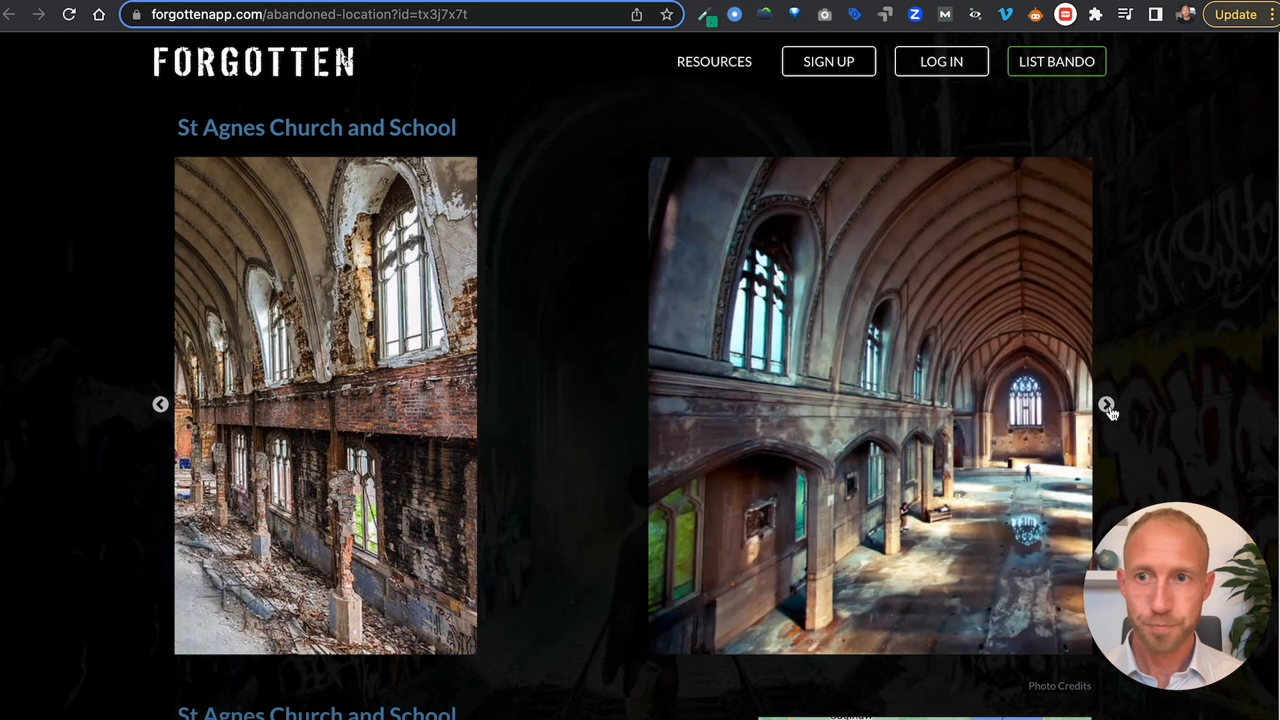 forgottenapp.com/abandoned-location?id=tx3j7x7t
Update
FORGOTTEN
RESOURCES
SIGN UP
LOG IN
LIST BANDO
St Agnes Church and School
Photo Credits
St Agnes Church and School